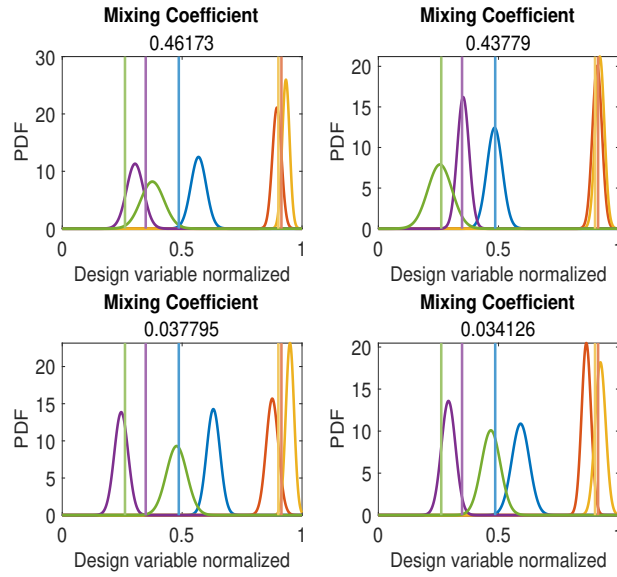 Mixing Coefficient
0.46173
30
20
10
0
PDF
0 0.5 1
Design variable normalized
Mixing Coefficient
0.43779
20
15
10
5
0
PDF
0 0.5 1
Design variable normalized
Mixing Coefficient
0.037795
20
15
10
5
0
PDF
0 0.5 1
Design variable normalized
Mixing Coefficient
0.034126
20
15
10
5
0
PDF
0 0.5 1
Design variable normalized